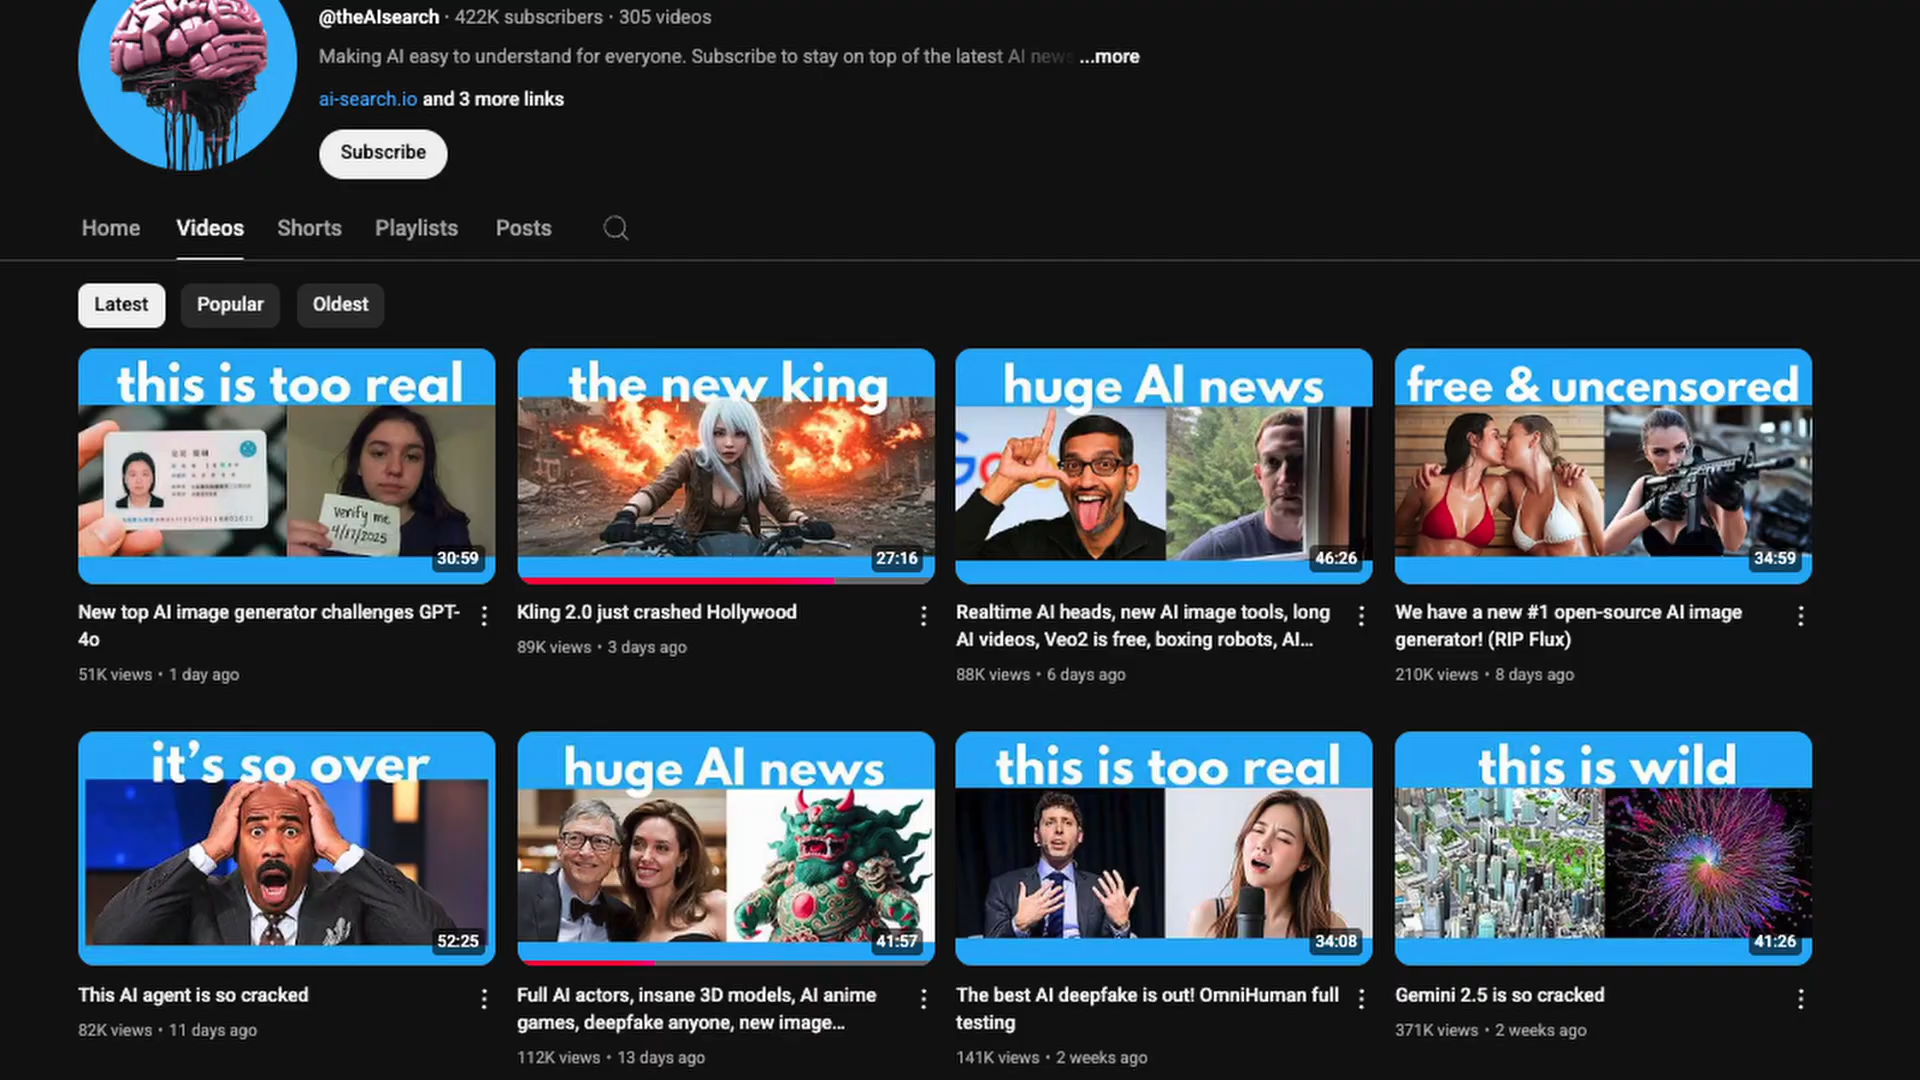 @theAIsearch · 422K subscribers · 305 videos
Making AI easy to understand for everyone. Subscribe to stay on top of the latest AI news ...more
ai-search.io and 3 more links
Subscribe
Home Videos Shorts Playlists Posts
Latest Popular Oldest
this is too real
verify me
4/17/2025
30:59
New top AI image generator challenges GPT-
4o
51K views • 1 day ago
the new king
27:16
Kling 2.0 just crashed Hollywood
89K views • 3 days ago
huge AI news
46:26
Realtime AI heads, new AI image tools, long
AI videos, Veo2 is free, boxing robots, AI...
88K views • 6 days ago
free & uncensored
34:59
We have a new #1 open-source AI image
generator! (RIP Flux)
210K views • 8 days ago
it's so over
52:25
This AI agent is so cracked
82K views • 11 days ago
huge AI news
41:57
Full AI actors, insane 3D models, AI anime
games, deepfake anyone, new image...
112K views • 13 days ago
this is too real
34:08
The best AI deepfake is out! OmniHuman full
testing
141K views • 2 weeks ago
this is wild
41:26
Gemini 2.5 is so cracked
371K views • 2 weeks ago